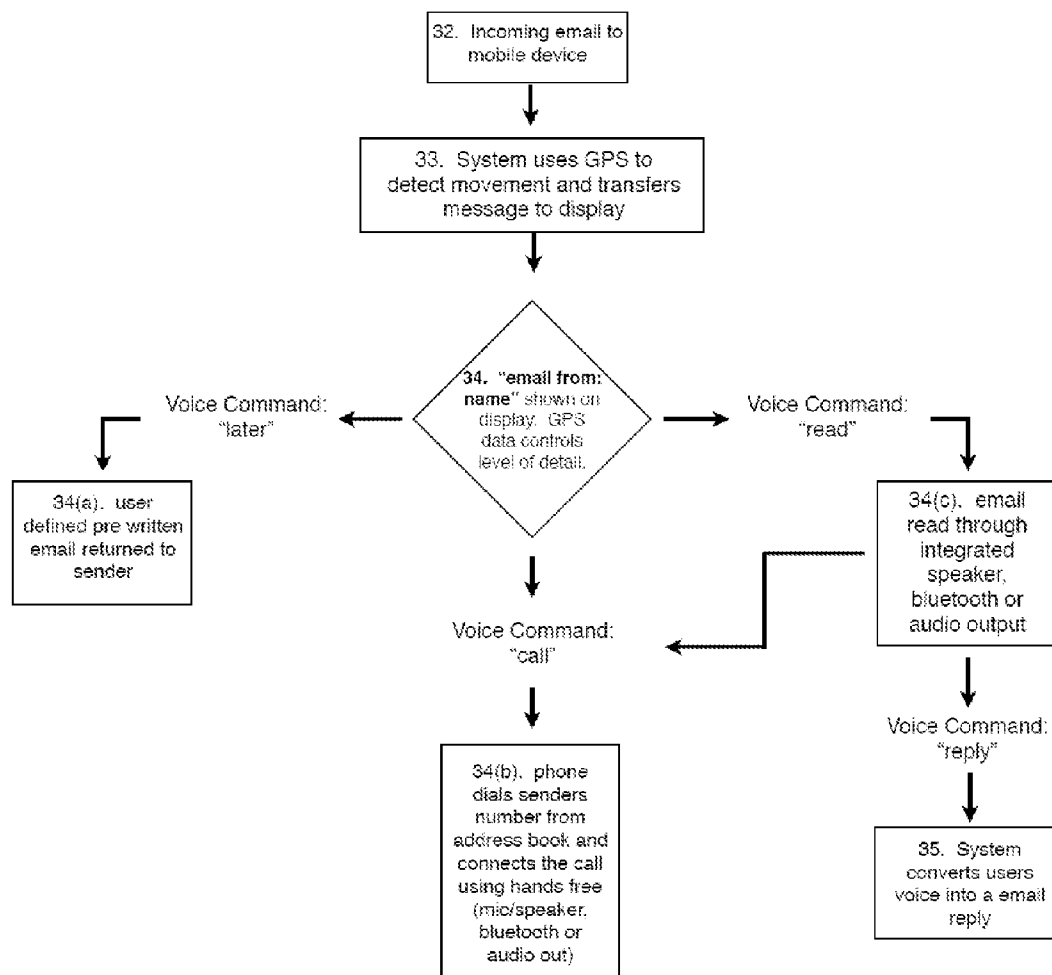 32. Incoming email to
mobile device
33. System uses GPS to
detect movement and transfers
message to display
34. "email from:
name" shown on
display. GPS
data controls
level of detail.
Voice Command:
"later"
Voice Command:
"read"
34(a). user
defined pre written
email returned to
sender
34(c). email
read through
integrated
speaker,
bluetooth or
audio output
Voice Command:
"call"
Voice Command:
"reply"
34(b). phone
dials senders
number from
address book and
connects the call
using hands free
(mic/speaker,
bluetooth or
audio out)
35. System
converts users
voice into a email
reply